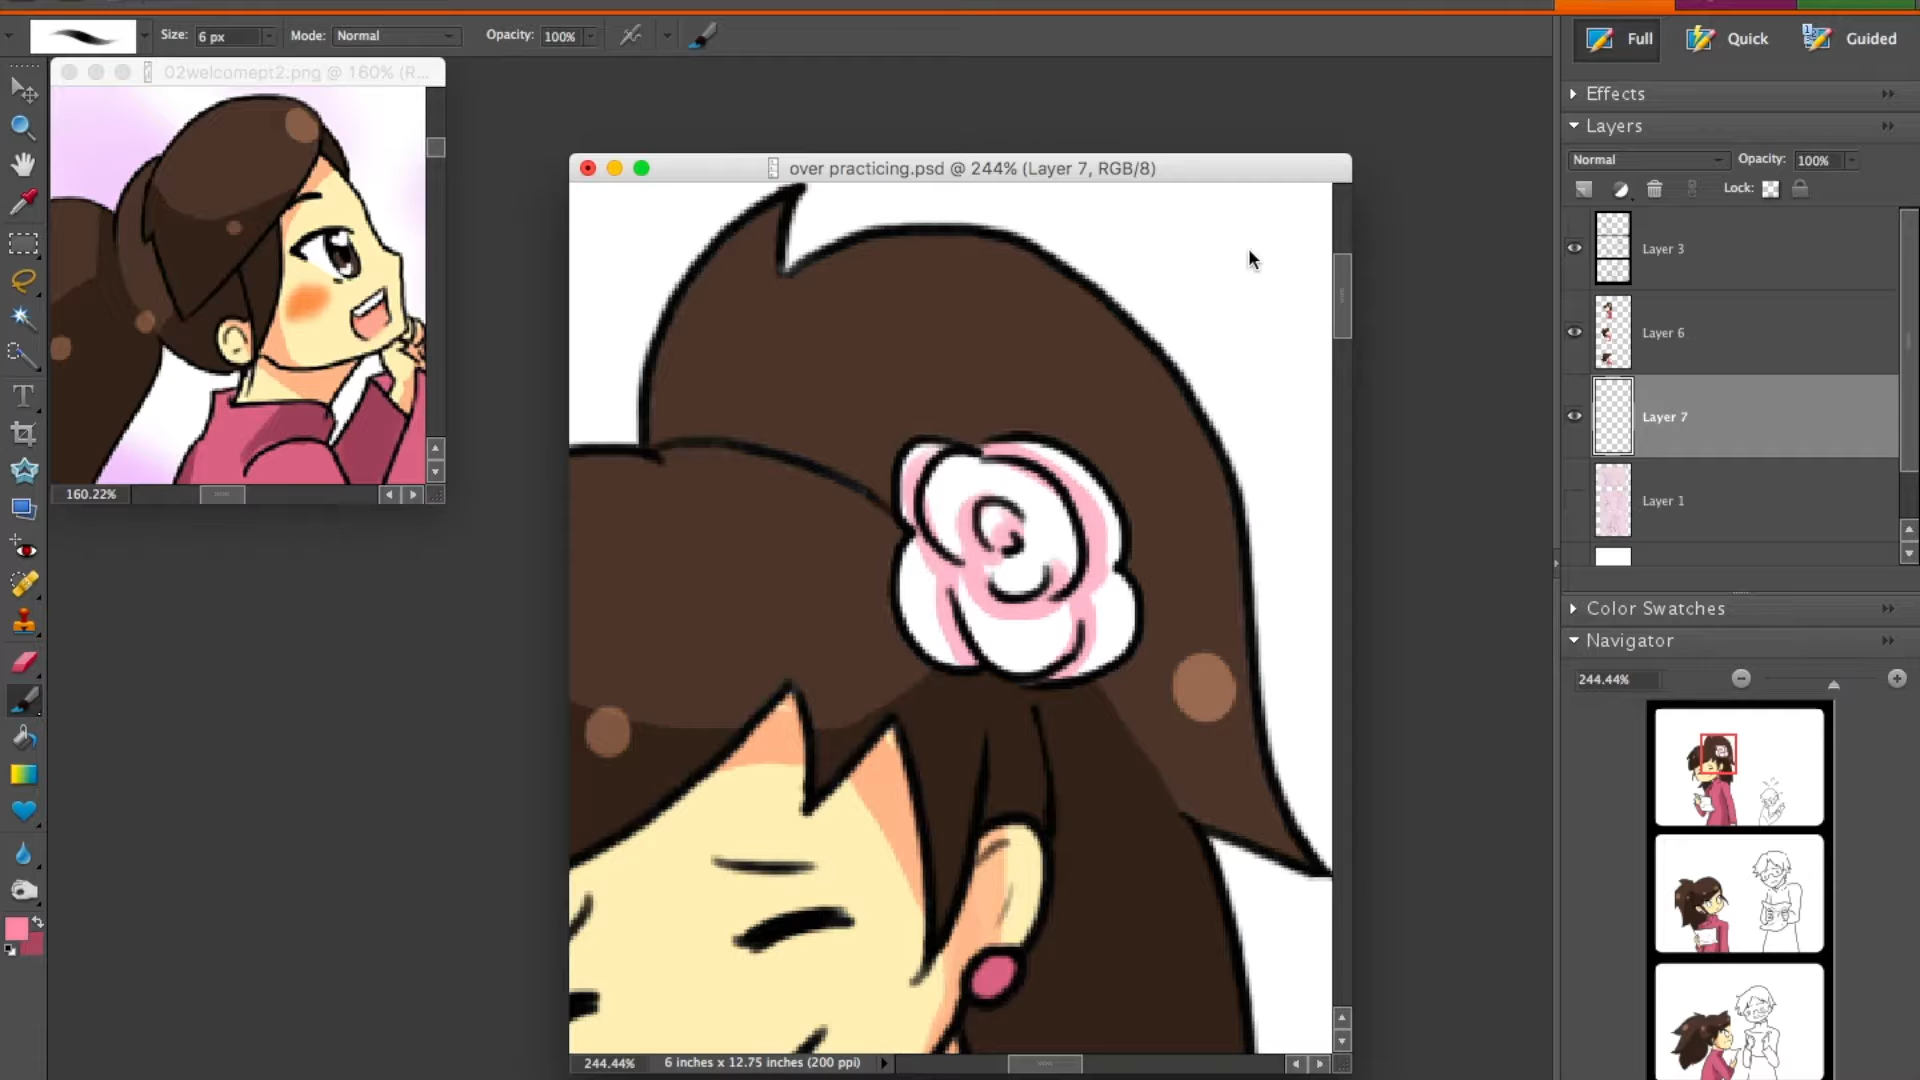 Size: 6 px Mode: Normal Opacity: 100%
Full Quick Guided
02welcomept2.png @ 160% (R...
160.22%
over practicing.psd @ 244% (Layer 7, RGB/8)
244.44% 6 inches x 12.75 inches (200 ppi)
Effects
Layers
Normal Opacity: 100%
Lock:
Layer 3
Layer 6
Layer 7
Layer 1
Color Swatches
Navigator
244.44%